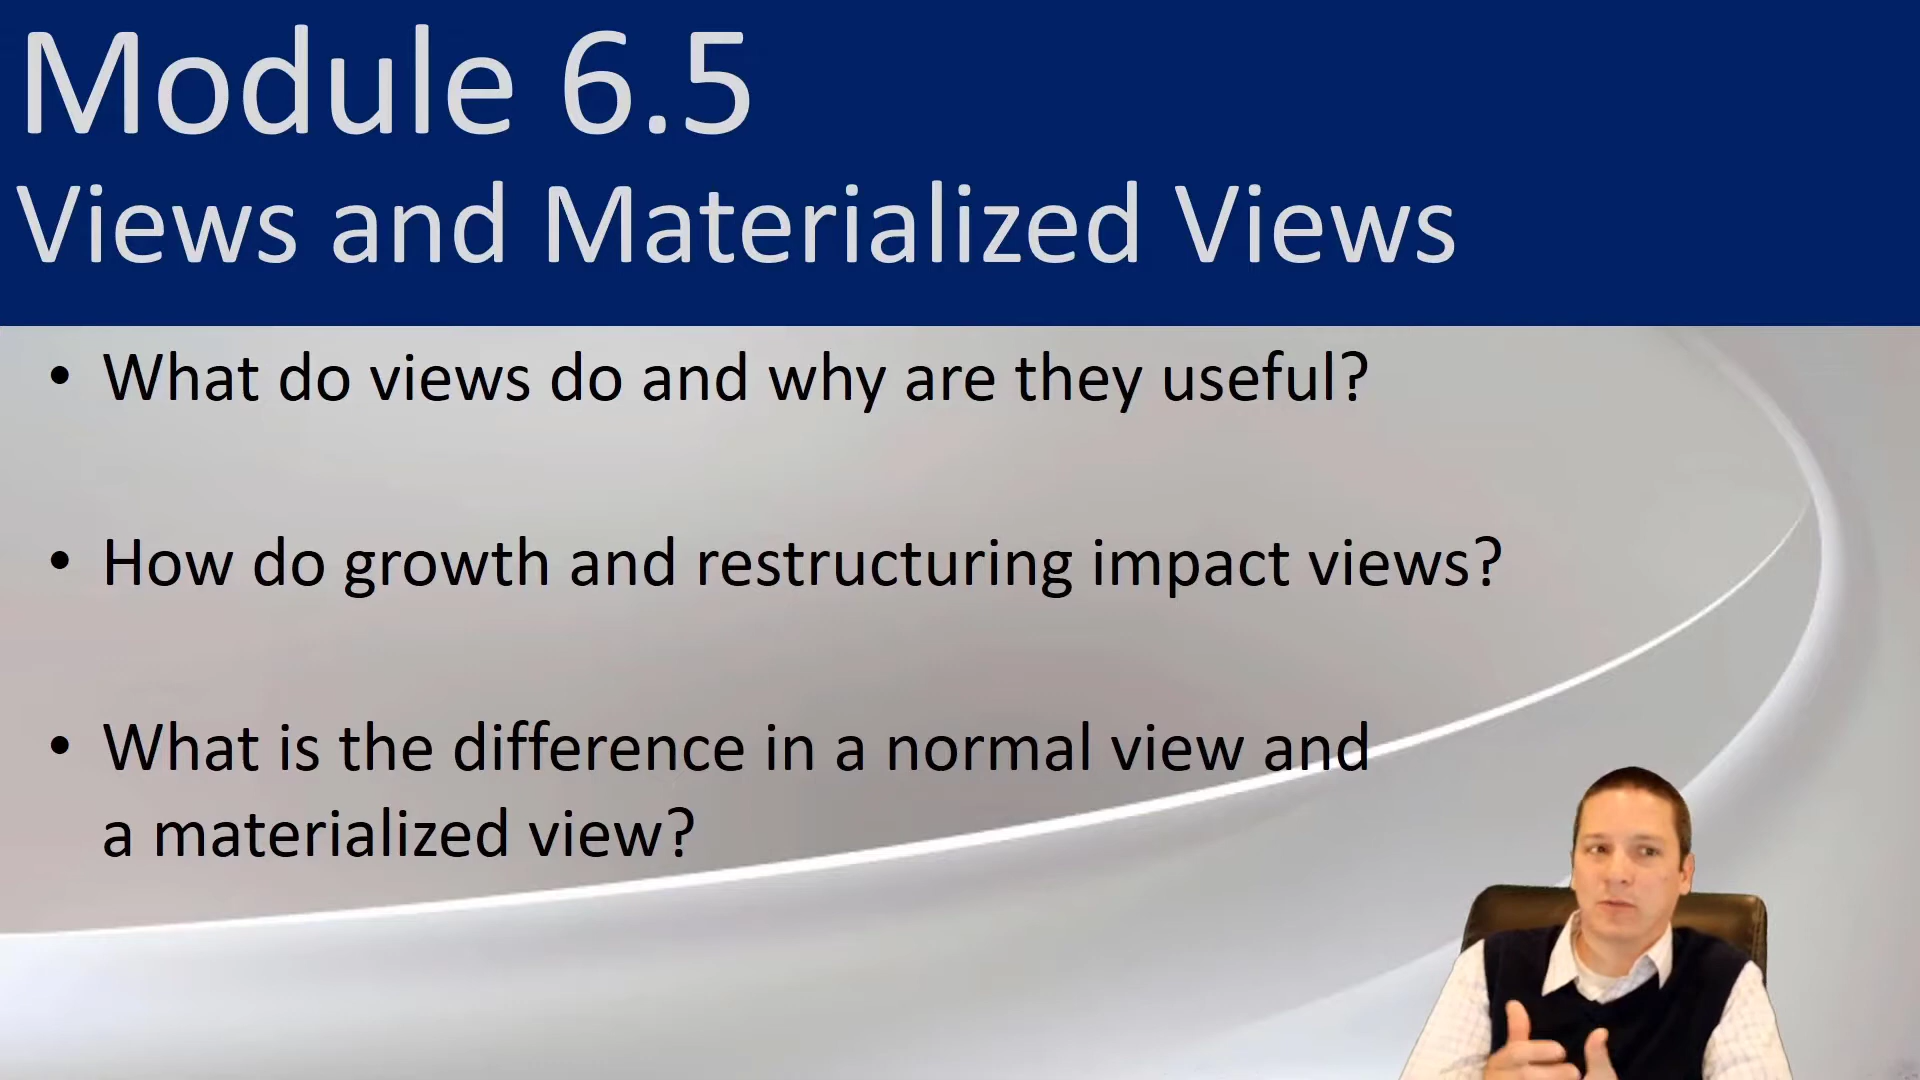 Module 6.5
Views and Materialized Views
• What do views do and why are they useful?
• How do growth and restructuring impact views?
• What is the difference in a normal view and
a materialized view?